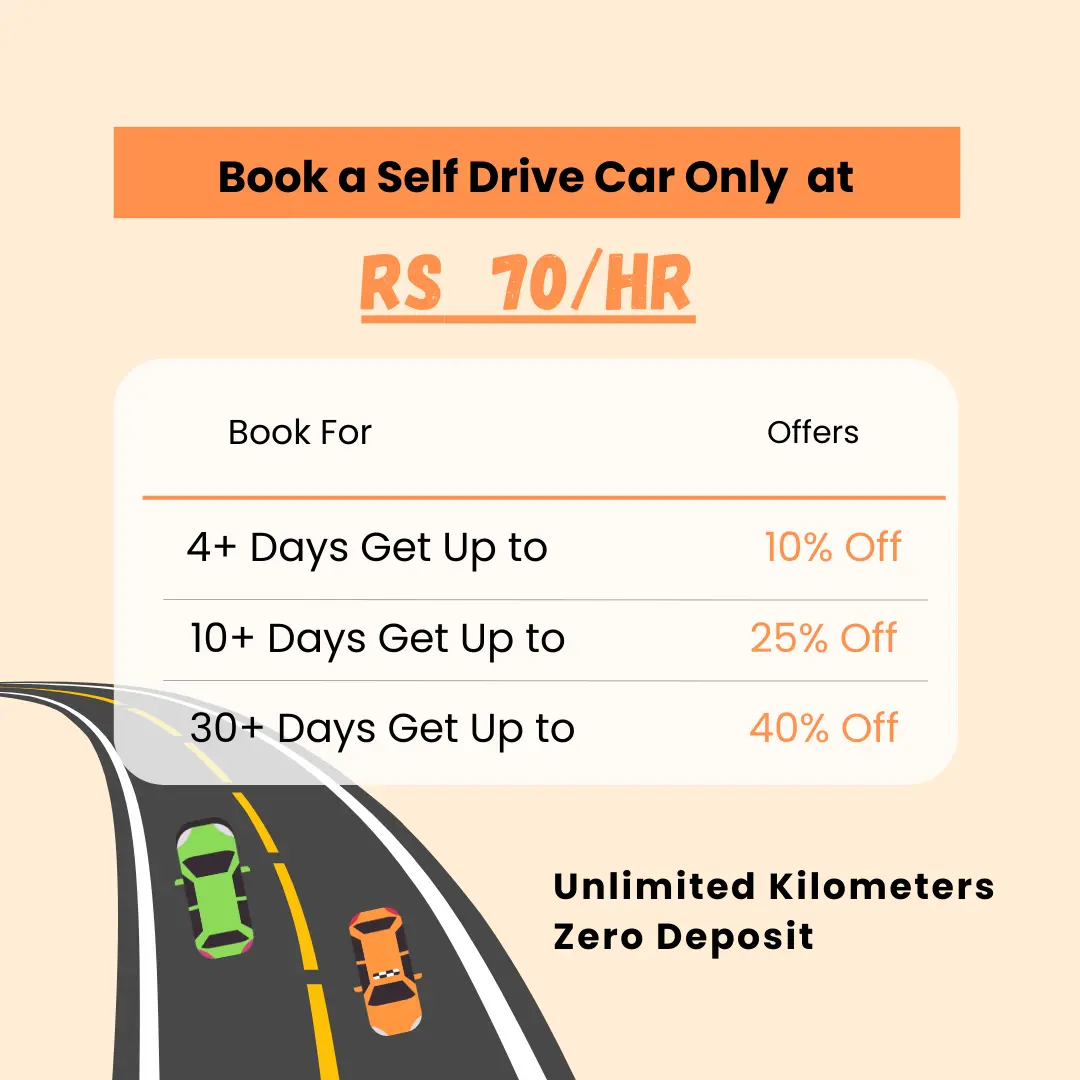 Book a Self Drive Car Only at
RS 70/HR
Book For Offers
4+ Days Get Up to 10% Off
10+ Days Get Up to 25% Off
30+ Days Get Up to 40% Off
Unlimited Kilometers
Zero Deposit